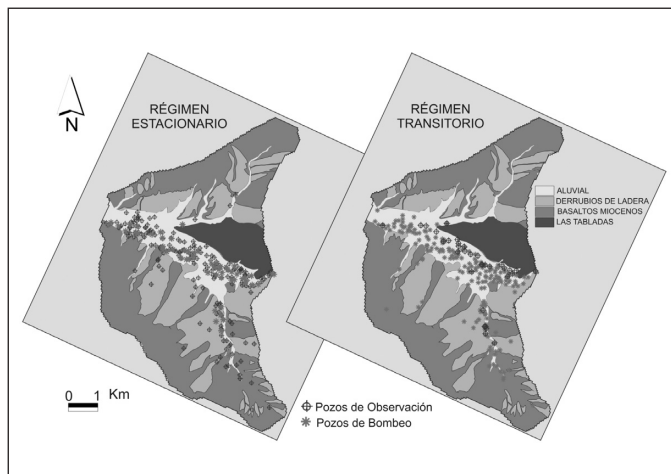 RÉGIMEN
ESTACIONARIO
RÉGIMEN
TRANSITORIO
N
ALUVIAL
DERRUBIOS DE LADERA
BASALTOS MIOCENOS
LAS TABLADAS
0 1 Km
Pozos de Observación
Pozos de Bombeo